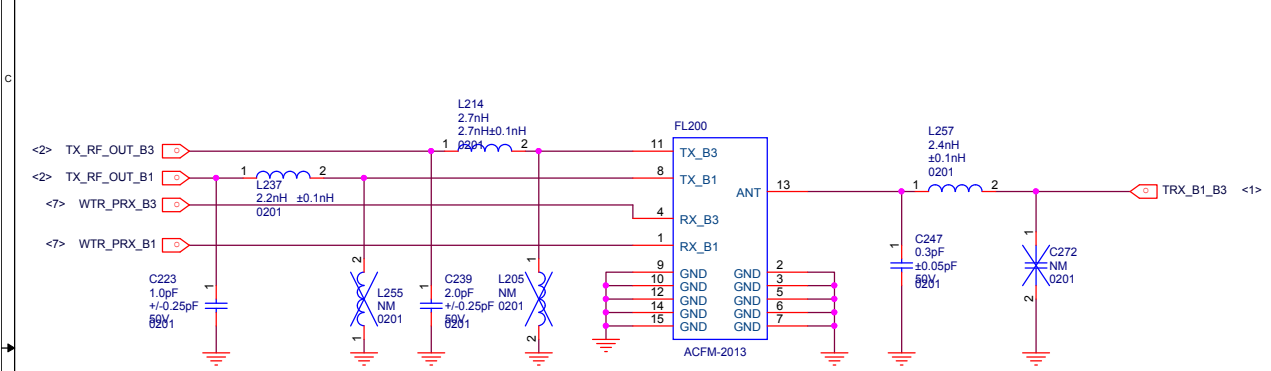 C
L214
2.7nH
2.7nH±0.1nH
0201
1
2
<2> TX_RF_OUT_B3
<2> TX_RF_OUT_B1
1
2
L237
2.2nH ±0.1nH
0201
<7> WTR_PRX_B3
<7> WTR_PRX_B1
FL200
11 TX_B3
8 TX_B1
4 RX_B3
1 RX_B1
ANT 13
9 GND GND 2
10 GND GND 3
12 GND GND 5
14 GND GND 6
15 GND GND 7
ACFM-2013
L257
2.4nH
±0.1nH
0201
1
2
TRX_B1_B3 <1>
1
C223
1.0pF
+/-0.25pF
50V
0201
2
L255
NM
0201
1
1
C239
2.0pF
+/-0.25pF
50V
0201
1
L205
NM
0201
2
1
C247
0.3pF
±0.05pF
50V
0201
1
C272
NM
0201
2